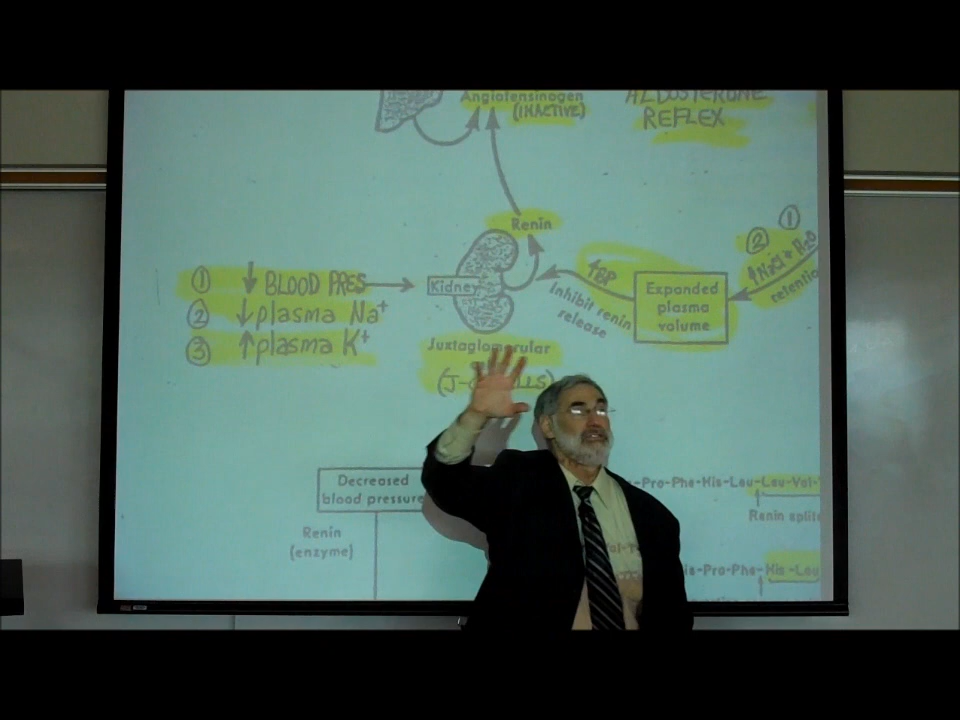 Angiotensinogen
(INACTIVE)
ALDOSTERONE
REFLEX
Renin
① ↓ BLOOD PRES
② ↓ plasma Na⁺
③ ↑ plasma K⁺
Kidney
↑BP
Inhibit renin
release
Expanded
plasma
volume
② ①
↑NaCl + H₂O
retention
Juxtaglomerular
Decreased
blood pressure
Renin
(enzyme)
-Pro-Phe-His-Leu-Leu-Val-
Renin splits
-Pro-Phe-His-Leu